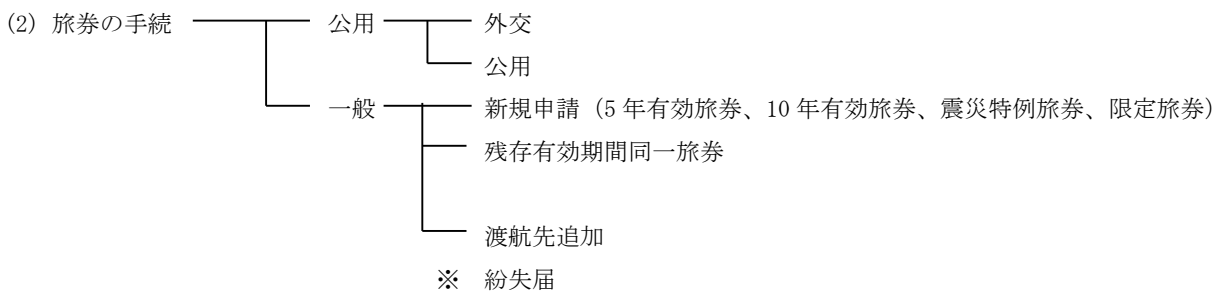 (2) 旅券の手続 公用 外交
公用
一般 新規申請（5 年有効旅券、10 年有効旅券、震災特例旅券、限定旅券）
残存有効期間同一旅券
渡航先追加
※ 紛失届